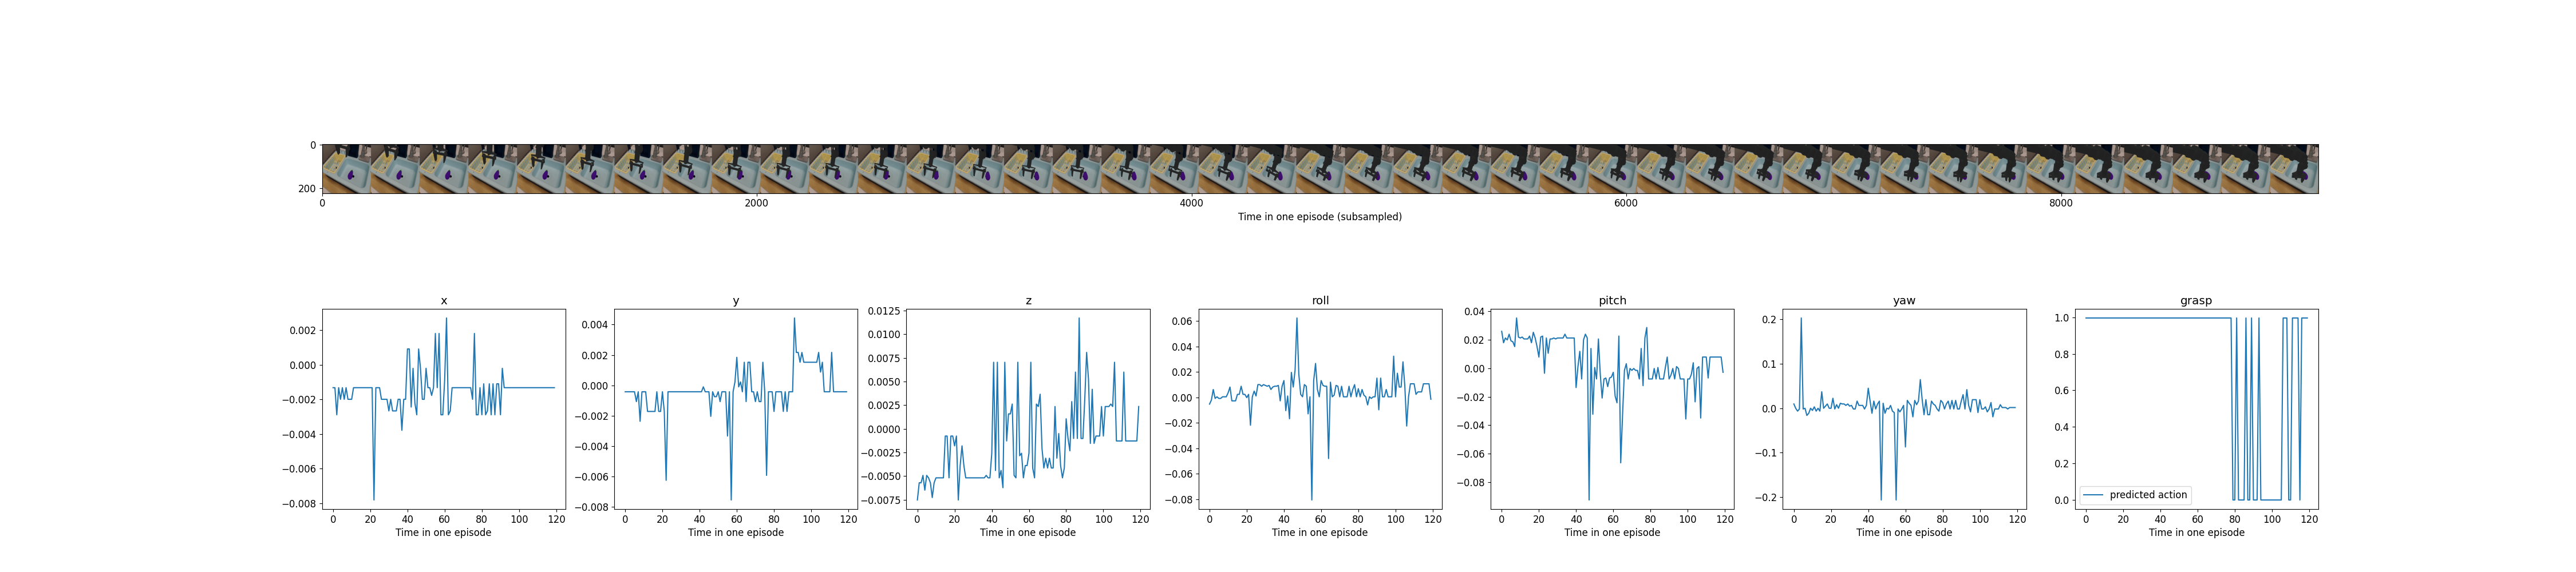 0
200
0 2000 4000 6000 8000
Time in one episode (subsampled)
x
0.002
0.000
−0.002
−0.004
−0.006
−0.008
0 20 40 60 80 100 120
Time in one episode
y
0.004
0.002
0.000
−0.002
−0.004
−0.006
−0.008
0 20 40 60 80 100 120
Time in one episode
z
0.0125
0.0100
0.0075
0.0050
0.0025
0.0000
−0.0025
−0.0050
−0.0075
0 20 40 60 80 100 120
Time in one episode
roll
0.06
0.04
0.02
0.00
−0.02
−0.04
−0.06
−0.08
0 20 40 60 80 100 120
Time in one episode
pitch
0.04
0.02
0.00
−0.02
−0.04
−0.06
−0.08
0 20 40 60 80 100 120
Time in one episode
yaw
0.2
0.1
0.0
−0.1
−0.2
0 20 40 60 80 100 120
Time in one episode
grasp
1.0
0.8
0.6
0.4
0.2
0.0
predicted action
0 20 40 60 80 100 120
Time in one episode